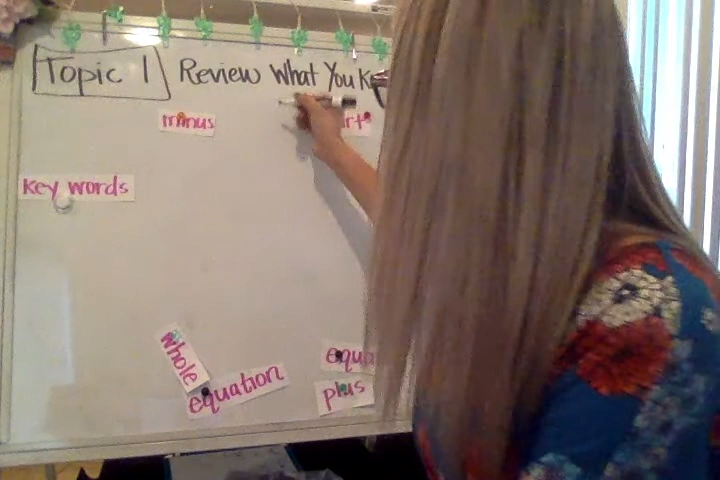 Topic 1 Review What You
minus
key words
whole
equation
plus